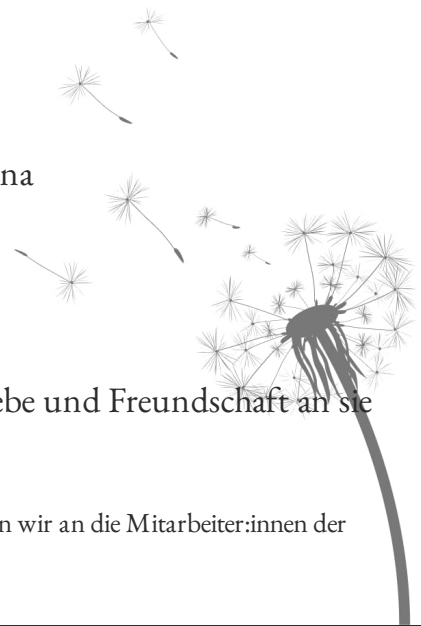 na
ebe und Freundschaft an sie
n wir an die Mitarbeiter:innen der